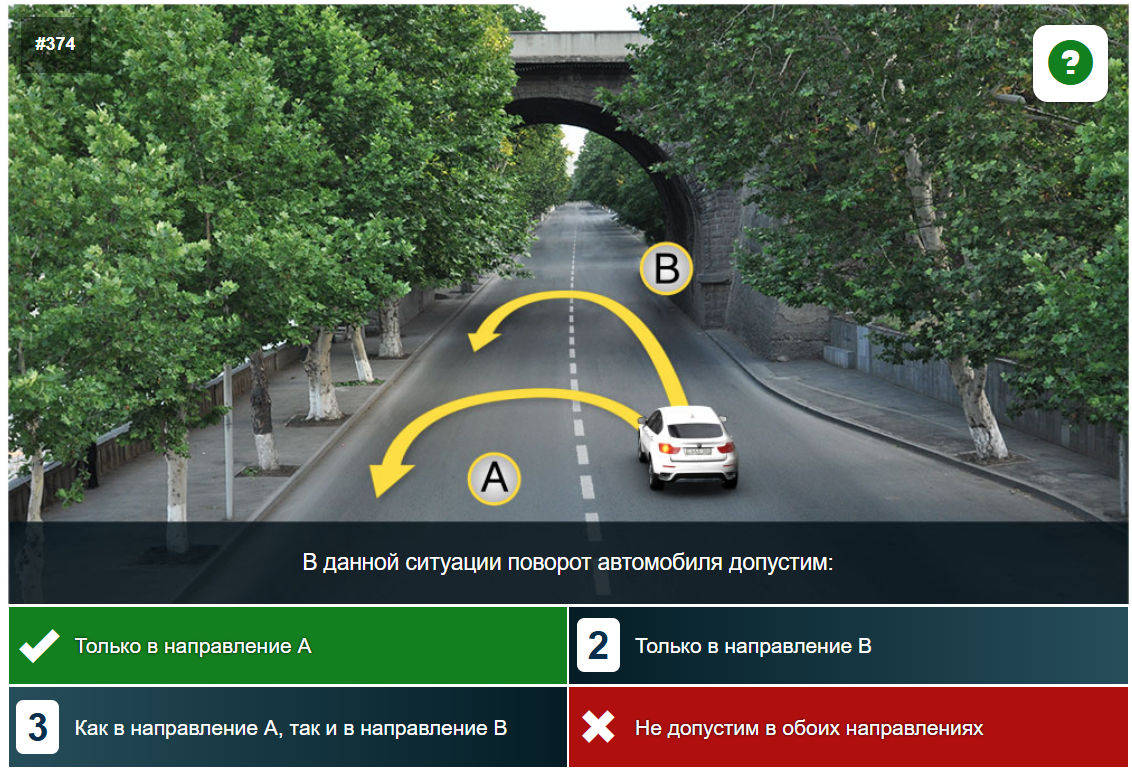 #374
?
B
A
В данной ситуации поворот автомобиля допустим:
Только в направление А
2 Только в направление В
3 Как в направление А, так и в направление В
Не допустим в обоих направлениях